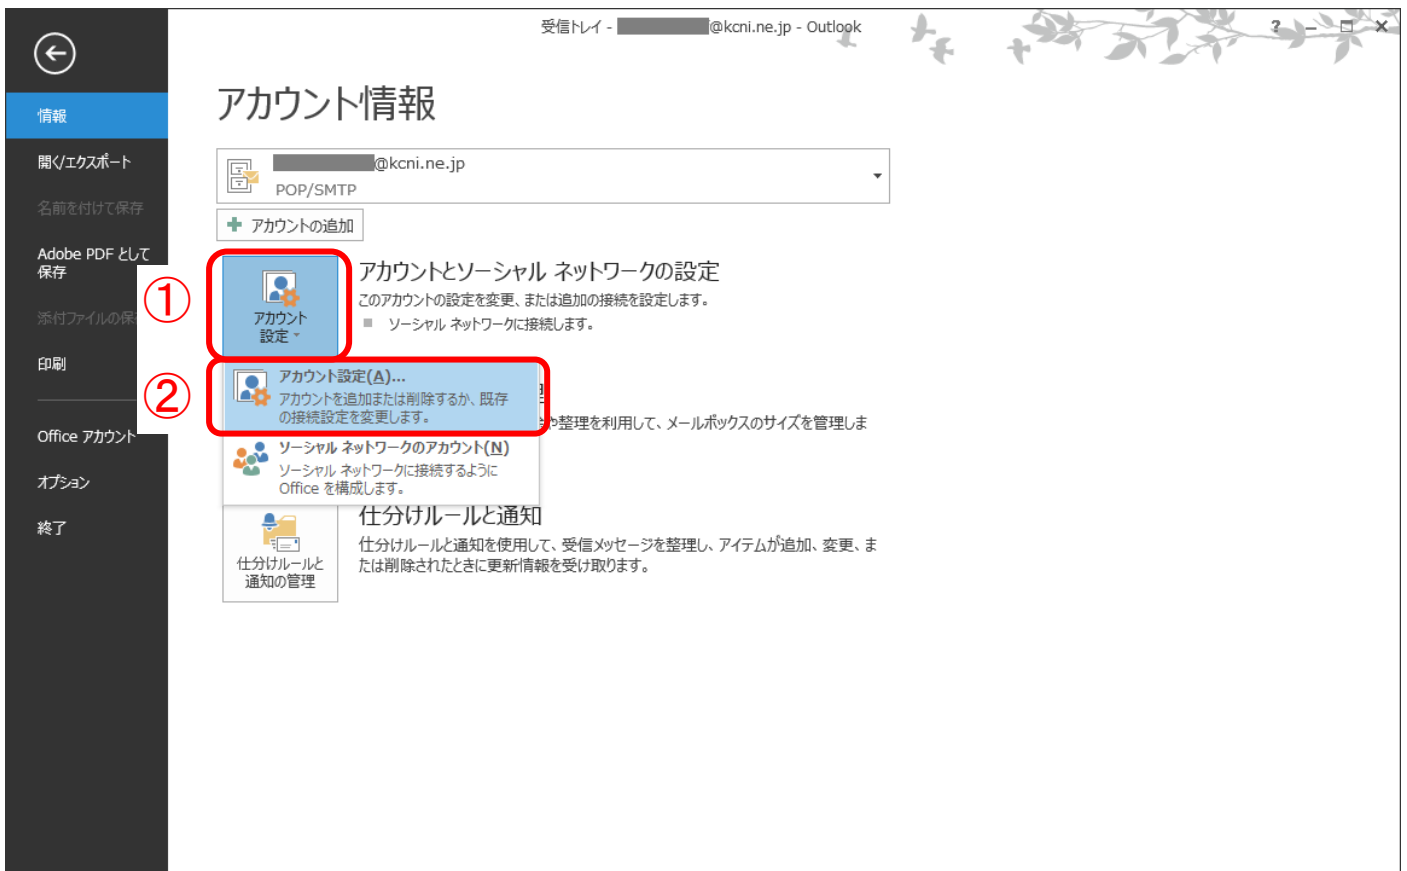 受信トレイ - @kcni.ne.jp - Outlook
?
情報
開く/エクスポート
名前を付けて保存
Adobe PDF として
保存
添付ファイルの保
印刷
Office アカウント
オプション
終了
アカウント情報
@kcni.ne.jp
POP/SMTP
アカウントの追加
①
アカウント
設定
アカウントとソーシャル ネットワークの設定
このアカウントの設定を変更、または追加の接続を設定します。
ソーシャル ネットワークに接続します。
②
アカウント設定(A)...
アカウントを追加または削除するか、既存
の接続設定を変更します。
や整理を利用して、メールボックスのサイズを管理しま
ソーシャル ネットワークのアカウント(N)
ソーシャル ネットワークに接続するように
Office を構成します。
仕分けルールと
通知の管理
仕分けルールと通知
仕分けルールと通知を使用して、受信メッセージを整理し、アイテムが追加、変更、ま
たは削除されたときに更新情報を受け取ります。